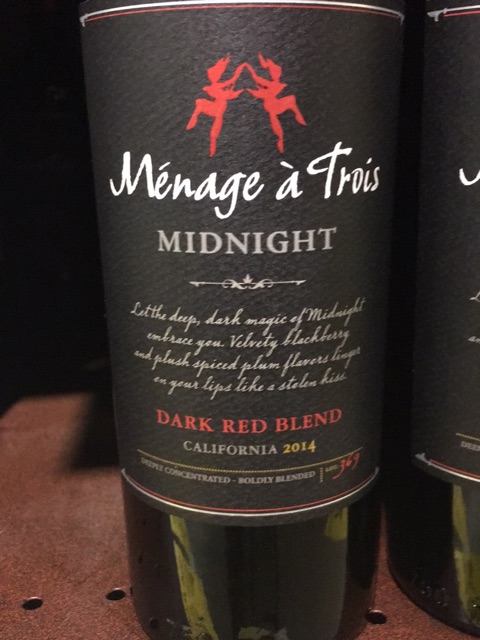 Ménage à Trois
MIDNIGHT
Let the deep, dark magic of Midnight
embrace you. Velvety blackberry
and plush spiced plum flavors linger
on your lips like a stolen kiss.
DARK RED BLEND
CALIFORNIA 2014
DEEPLY CONCENTRATED - BOLDLY BLENDED
369